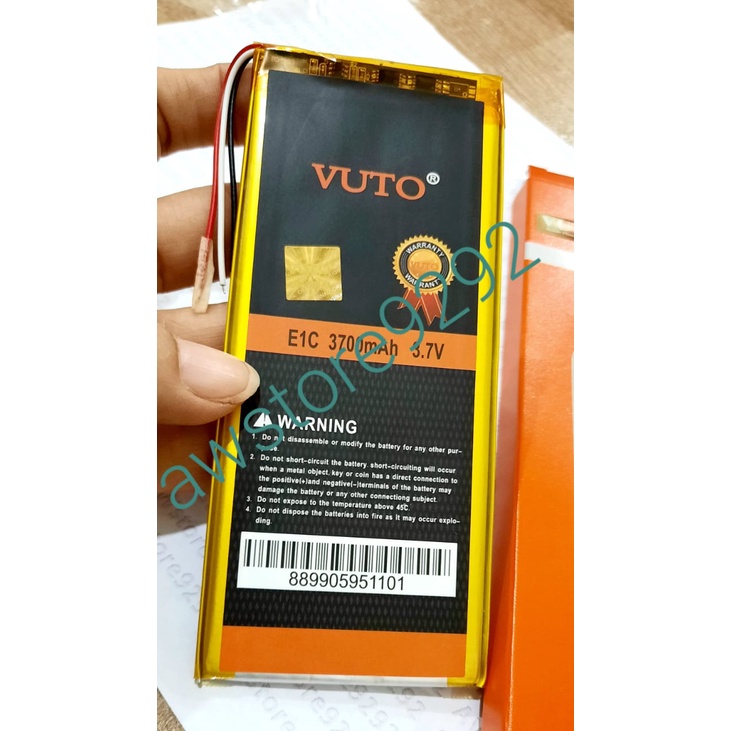 VUTO®
WARRANTY
VUTO
WARRANT
E1C 3700mAh 3.7V
WARNING
1. Do not disassemble or modify the battery for any other pur-
pose.
2. Do not short-circuit the battery short-circuiting will occur
when a metal object, key or coin has a direct connection to
the positive(+)and negative(-)terminals of the battery may
damage the battery or any other connectiong subject.
3. Do not expose to the temperature above 45℃.
4. Do not dispose the batteries into fire as it may occur explo-
ding.
889905951101
awstore9292